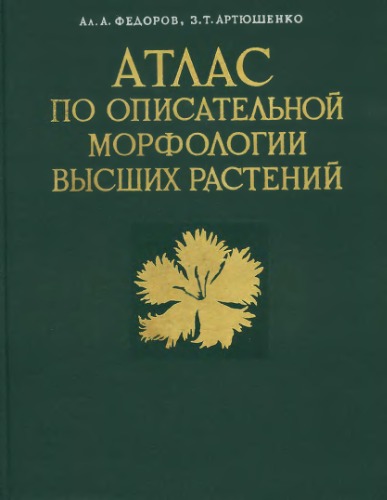 Ал. А. ФЕДОРОВ, З. Т. АРТЮШЕНКО
АТЛАС
ПО ОПИСАТЕЛЬНОЙ
МОРФОЛОГИИ
ВЫСШИХ РАСТЕНИЙ